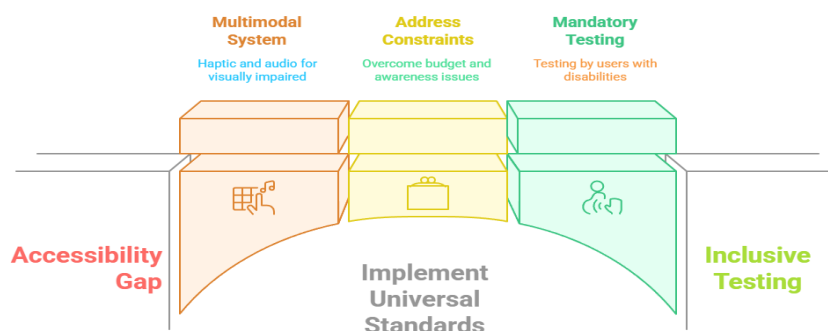 Multimodal
System
Haptic and audio for
visually impaired
Address
Constraints
Overcome budget and
awareness issues
Mandatory
Testing
Testing by users with
disabilities
Accessibility
Gap
Implement
Universal
Standards
Inclusive
Testing